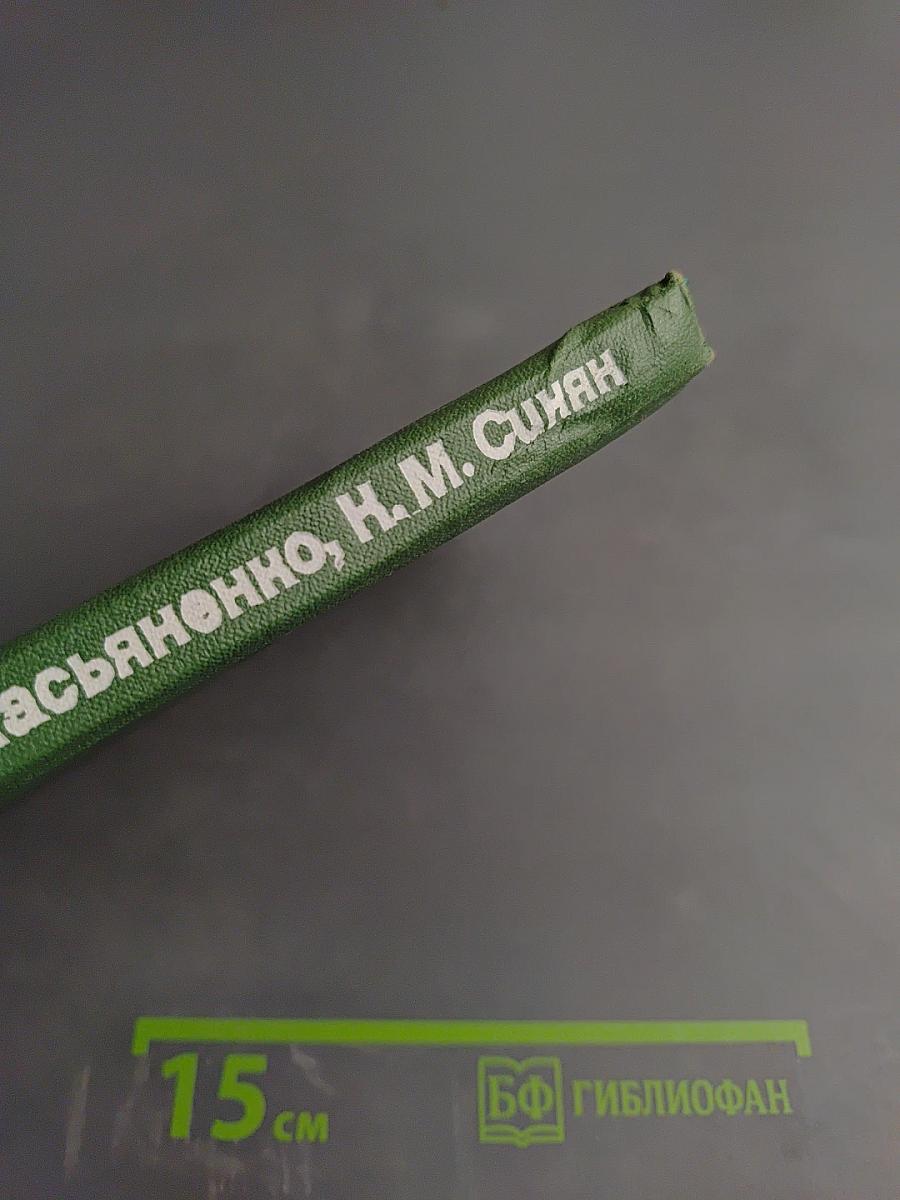 асьяненко, Н. М. Синян
15 см
БФ ГИБЛИОФАН